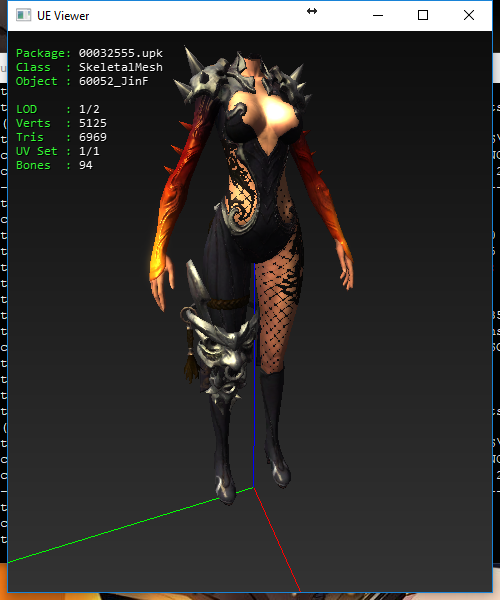 UE Viewer
Package: 00032555.upk
Class : SkeletalMesh
Object : 60052_JinF
LOD : 1/2
Verts : 5125
Tris : 6969
UV Set : 1/1
Bones : 94